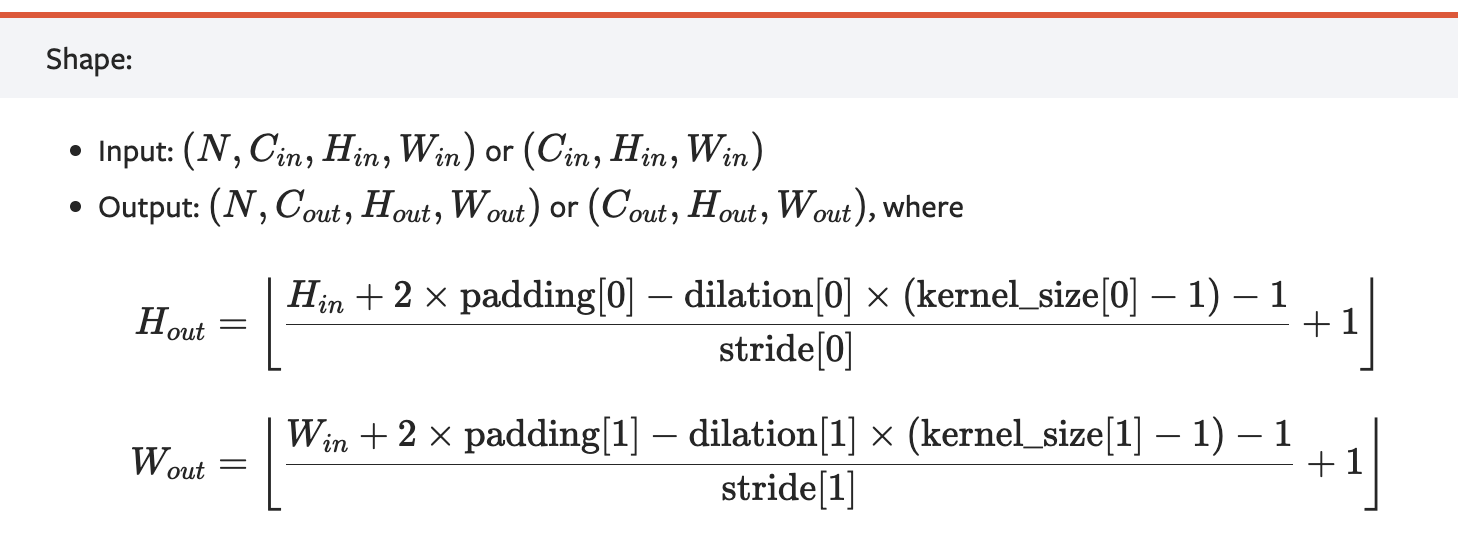 Shape:
• Input: (N, C_in, H_in, W_in) or (C_in, H_in, W_in)
• Output: (N, C_out, H_out, W_out) or (C_out, H_out, W_out), where
H_out = ⌊(H_in + 2 × padding[0] − dilation[0] × (kernel_size[0] − 1) − 1) / stride[0] + 1⌋
W_out = ⌊(W_in + 2 × padding[1] − dilation[1] × (kernel_size[1] − 1) − 1) / stride[1] + 1⌋